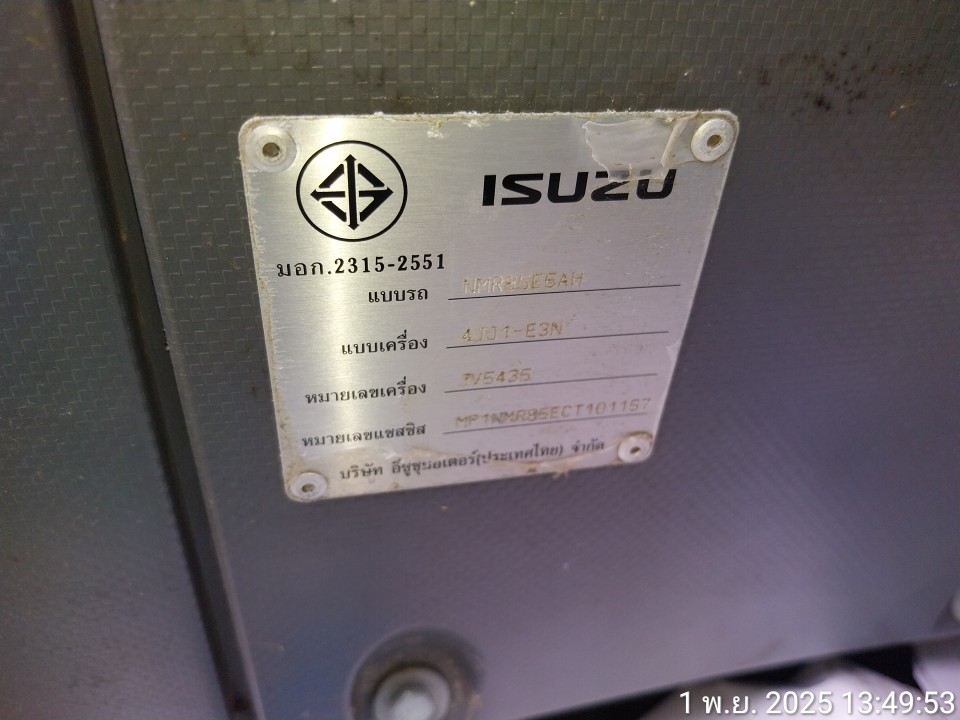 ISUZU
มอก.2315-2551
แบบรถ NMR85E6AH
แบบเครื่อง 4JJ1-E3N
หมายเลขเครื่อง
หมายเลขแชสซิส MP1NMR85ECT101157
บริษัท อีซูซุมอเตอร์(ประเทศไทย) จำกัด
1 พ.ย. 2025 13:49:53